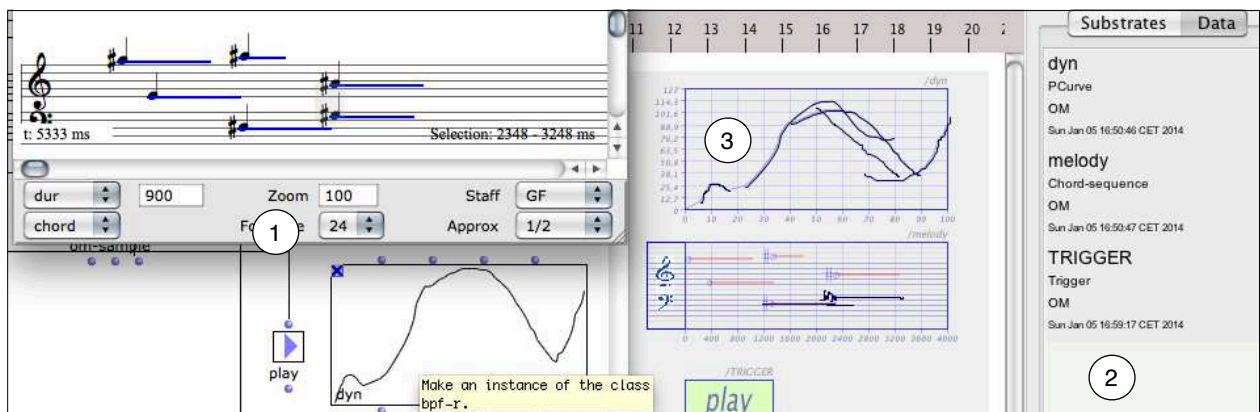 t: 5333 ms
Selection: 2348 - 3248 ms
dur
900
Zoom
100
Staff
GF
chord
24
Approx
1/2
1
om-sample
play
dyn
Make an instance of the class
bpf-r.
11 12 13 14 15 16 17 18 19 20
/dyn
127
114,3
101,6
88,9
76,2
63,5
50,8
38,1
25,4
12,7
0 10 20 30 40 50 60 70 80 90 100
3
/melody
0 400 800 1200 1600 2000 2400 2800 3200 3600 4000
/TRIGGER
play
Substrates Data
dyn
PCurve
OM
Sun Jan 05 16:50:46 CET 2014
melody
Chord-sequence
OM
Sun Jan 05 16:50:47 CET 2014
TRIGGER
Trigger
OM
Sun Jan 05 16:59:17 CET 2014
2